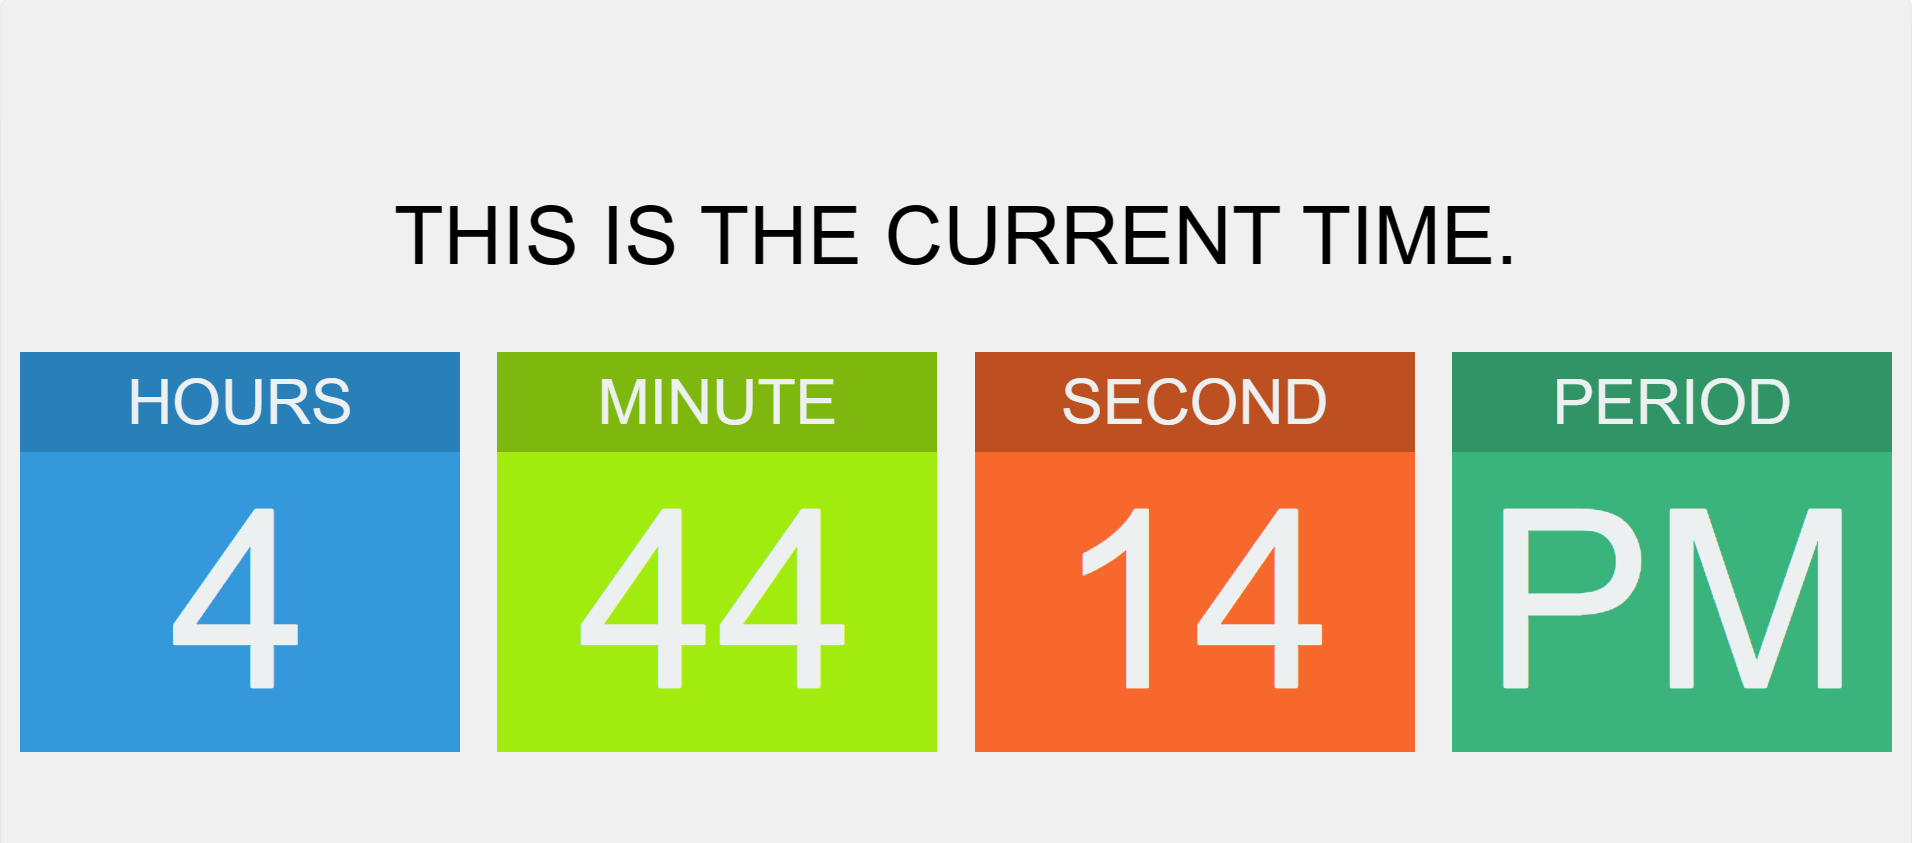 THIS IS THE CURRENT TIME.
HOURS
4
MINUTE
44
SECOND
14
PERIOD
PM